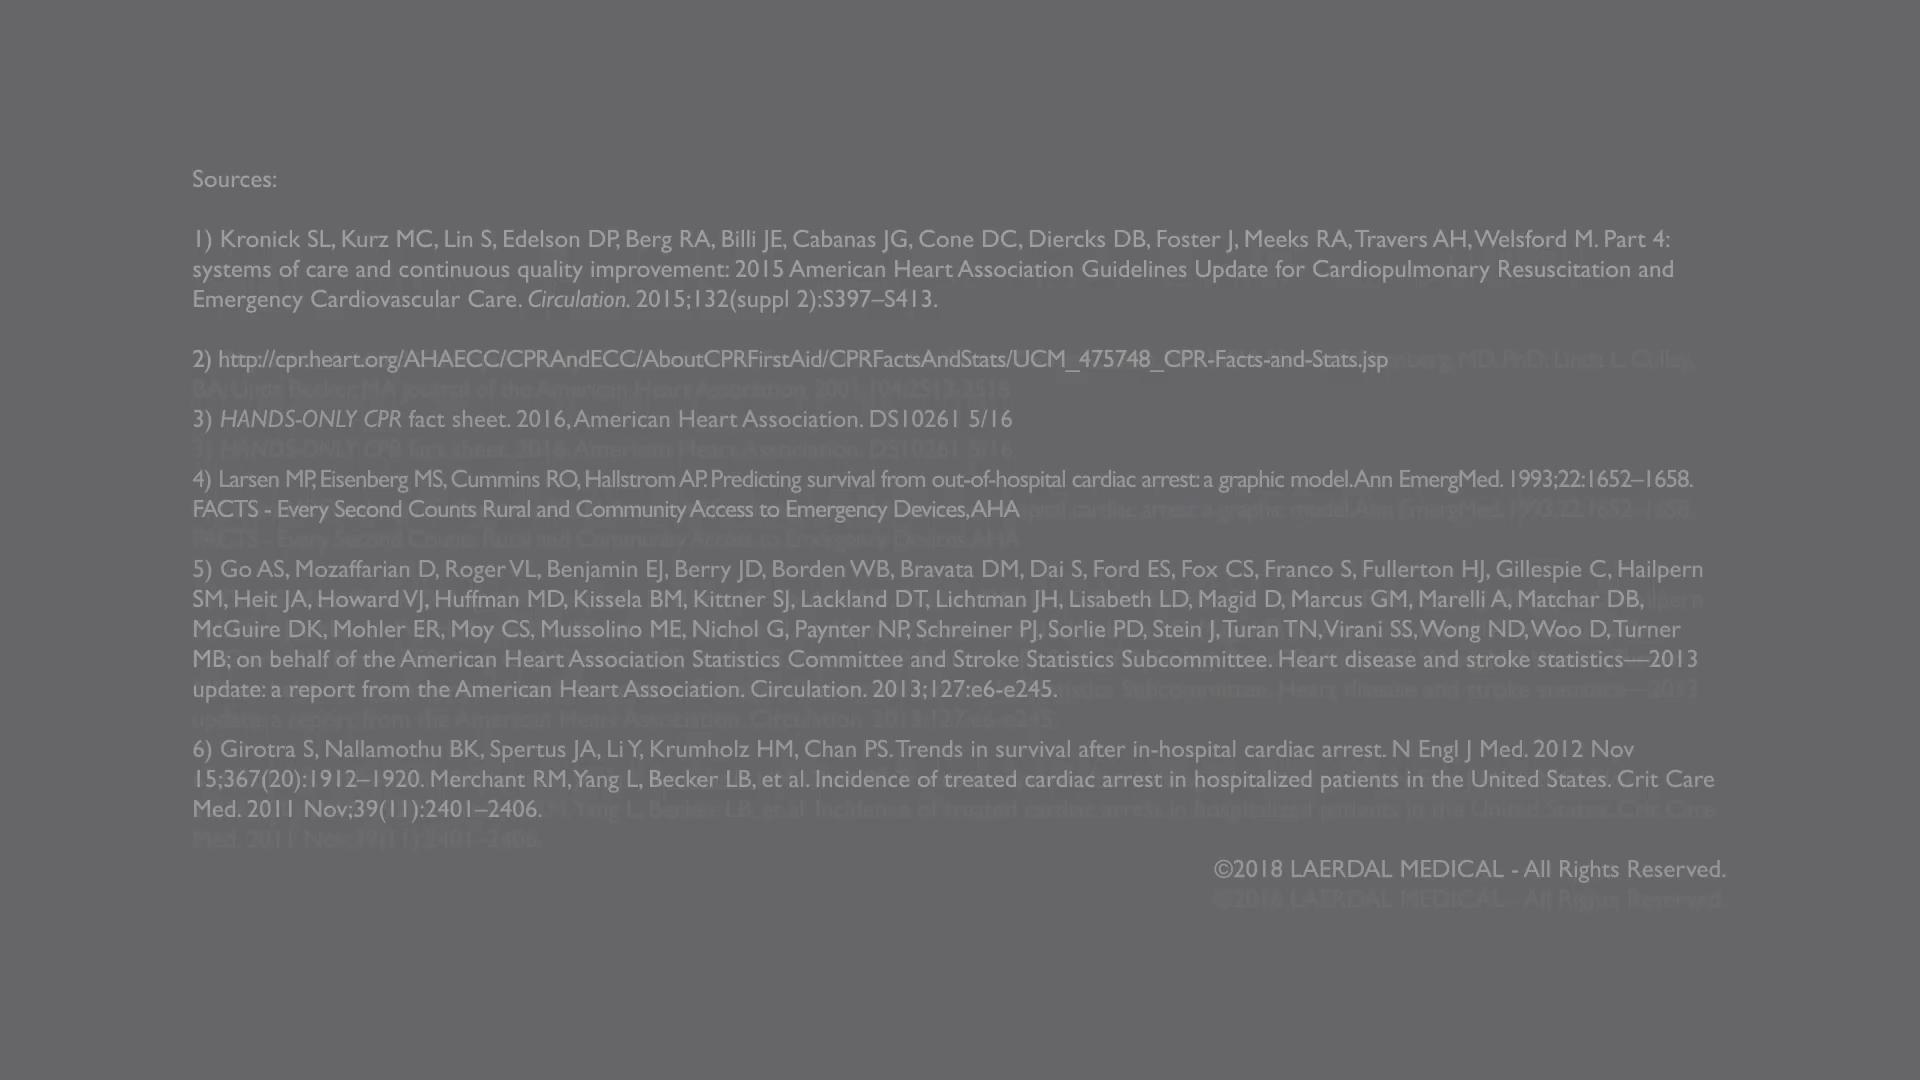 Sources:
1) Kronick SL, Kurz MC, Lin S, Edelson DP, Berg RA, Billi JE, Cabanas JG, Cone DC, Diercks DB, Foster J, Meeks RA, Travers AH, Welsford M. Part 4:
systems of care and continuous quality improvement: 2015 American Heart Association Guidelines Update for Cardiopulmonary Resuscitation and
Emergency Cardiovascular Care. Circulation. 2015;132(suppl 2):S397–S413.
2) http://cpr.heart.org/AHAECC/CPRAndECC/AboutCPRFirstAid/CPRFactsAndStats/UCM_475748_CPR-Facts-and-Stats.jsp
3) HANDS-ONLY CPR fact sheet. 2016, American Heart Association. DS10261 5/16
4) Larsen MP, Eisenberg MS, Cummins RO, Hallstrom AP. Predicting survival from out-of-hospital cardiac arrest: a graphic model. Ann EmergMed. 1993;22:1652–1658.
FACTS - Every Second Counts Rural and Community Access to Emergency Devices, AHA
5) Go AS, Mozaffarian D, Roger VL, Benjamin EJ, Berry JD, Borden WB, Bravata DM, Dai S, Ford ES, Fox CS, Franco S, Fullerton HJ, Gillespie C, Hailpern
SM, Heit JA, Howard VJ, Huffman MD, Kissela BM, Kittner SJ, Lackland DT, Lichtman JH, Lisabeth LD, Magid D, Marcus GM, Marelli A, Matchar DB,
McGuire DK, Mohler ER, Moy CS, Mussolino ME, Nichol G, Paynter NP, Schreiner PJ, Sorlie PD, Stein J, Turan TN, Virani SS, Wong ND, Woo D, Turner
MB; on behalf of the American Heart Association Statistics Committee and Stroke Statistics Subcommittee. Heart disease and stroke statistics—2013
update: a report from the American Heart Association. Circulation. 2013;127:e6-e245.
6) Girotra S, Nallamothu BK, Spertus JA, Li Y, Krumholz HM, Chan PS. Trends in survival after in-hospital cardiac arrest. N Engl J Med. 2012 Nov
15;367(20):1912–1920. Merchant RM, Yang L, Becker LB, et al. Incidence of treated cardiac arrest in hospitalized patients in the United States. Crit Care
Med. 2011 Nov;39(11):2401–2406.
©2018 LAERDAL MEDICAL - All Rights Reserved.